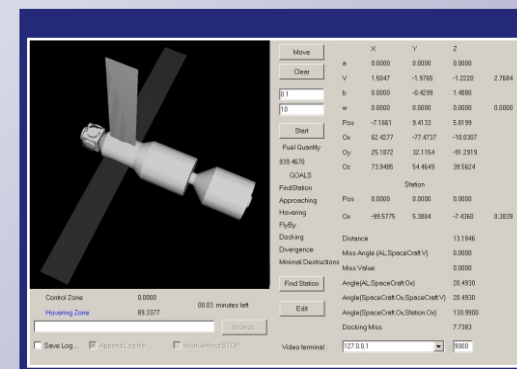 Move X Y Z
a 0.0000 0.0000 0.0000
Clear
V 1.5047 -1.9765 -1.2220 2.7684
0.1 b 0.0000 -0.4299 1.4880
10 w 0.0000 0.0000 0.0000 0.0000
Pos -7.1661 9.4133 5.8199
Start Ox 62.4277 -77.4737 -10.0307
Fuel Quantity Oy 25.1872 32.1154 -91.2919
939.4670 Oz 73.9405 54.4649 39.5624
GOALS
FindStation Station
Approaching Pos 0.0000 0.0000 0.0000
Hovering
FlyBy Ox -99.5775 5.3884 -7.4360 0.3839
Docking Distance 13.1846
Divergence Miss Angle (AL,SpaceCraft.V) 0.0000
Minimal Destructions Miss Value 0.0000
Find Station Angle(AL,SpaceCraft.Ox) 20.4930
Angle(SpaceCraft.Ox,SpaceCraft.V) 20.4930
Edit Angle(SpaceCraft.Ox,Station.Ox) 130.9900
Docking Miss 7.7383
Control Zone 0.0000
00.03 minutes left
Hovering Zone 89.3377
Browse
Save Log... Append Log file... Work without STOP
Video terminal : 127.0.0.1 : 9000